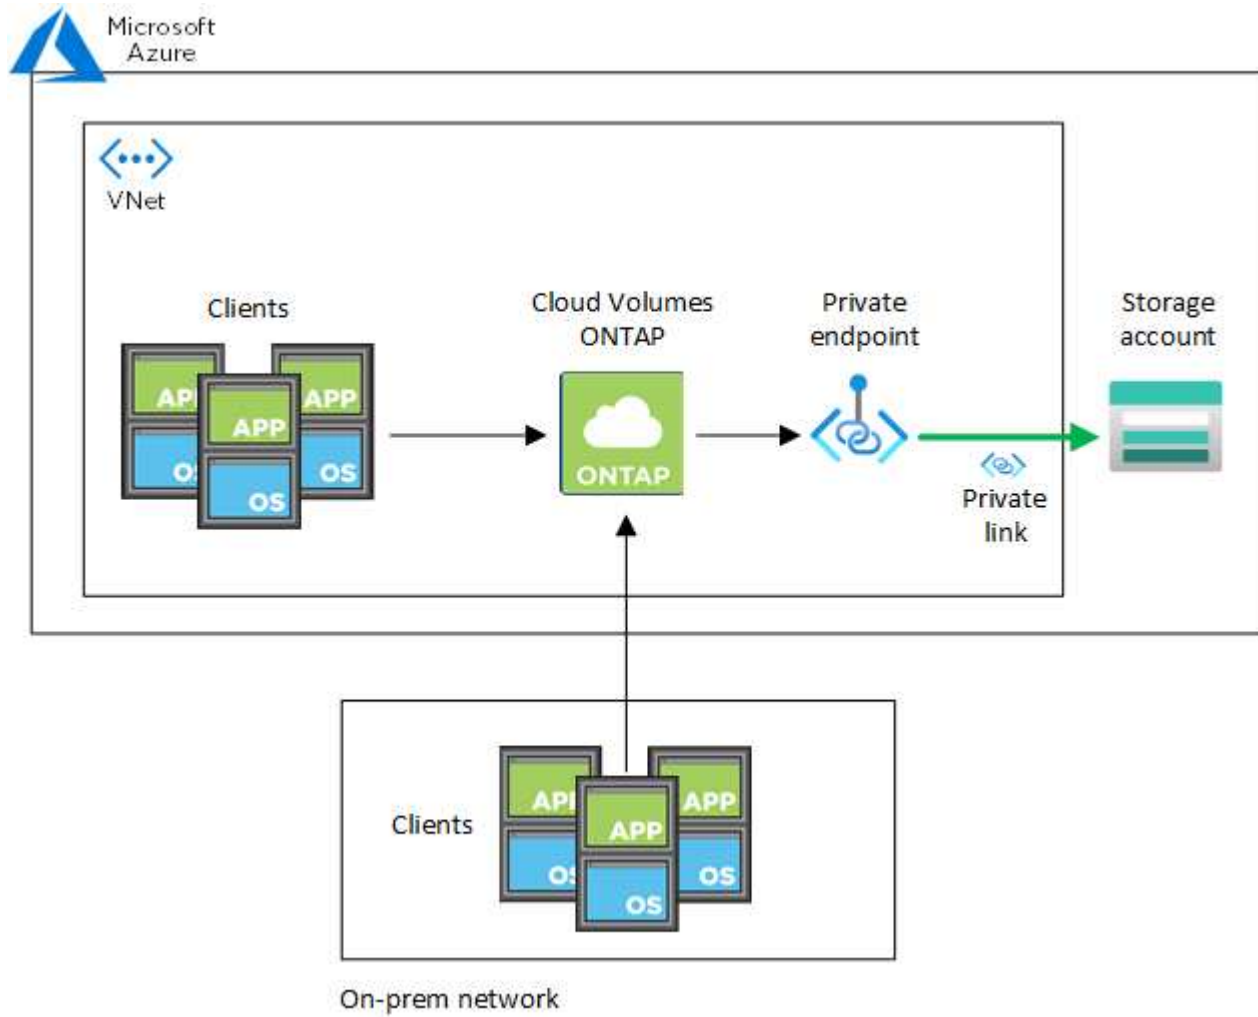 Microsoft
Azure
VNet
Clients
Cloud Volumes
ONTAP
Private
endpoint
Storage
account
APP
APP
APP
OS
OS
OS
ONTAP
Private
link
Clients
APP
APP
APP
OS
OS
OS
On-prem network